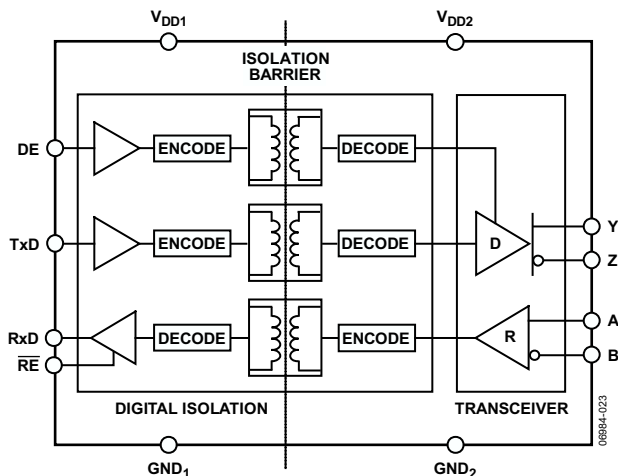 VDD1
VDD2
ISOLATION
BARRIER
DE
ENCODE
DECODE
TxD
ENCODE
DECODE
D
Y
Z
RxD
RE
DECODE
ENCODE
R
A
B
DIGITAL ISOLATION
TRANSCEIVER
GND1
GND2
06984-023